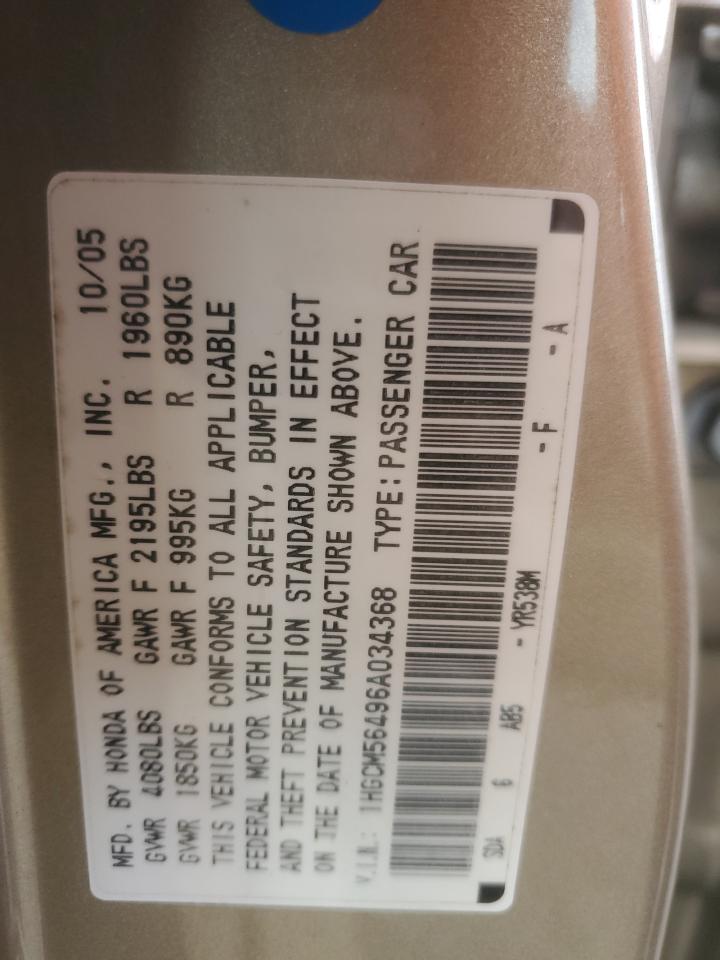 MFD. BY HONDA OF AMERICA MFG., INC. 10/05
GVWR 4080LBS GAWR F 2195LBS R 1960LBS
GVWR 1850KG GAWR F 995KG R 890KG
THIS VEHICLE CONFORMS TO ALL APPLICABLE
FEDERAL MOTOR VEHICLE SAFETY, BUMPER,
AND THEFT PREVENTION STANDARDS IN EFFECT
ON THE DATE OF MANUFACTURE SHOWN ABOVE.
V.I.N.: 1HGCM56496A034368 TYPE: PASSENGER CAR
SDA 6 AB5 - YR538M - F - A